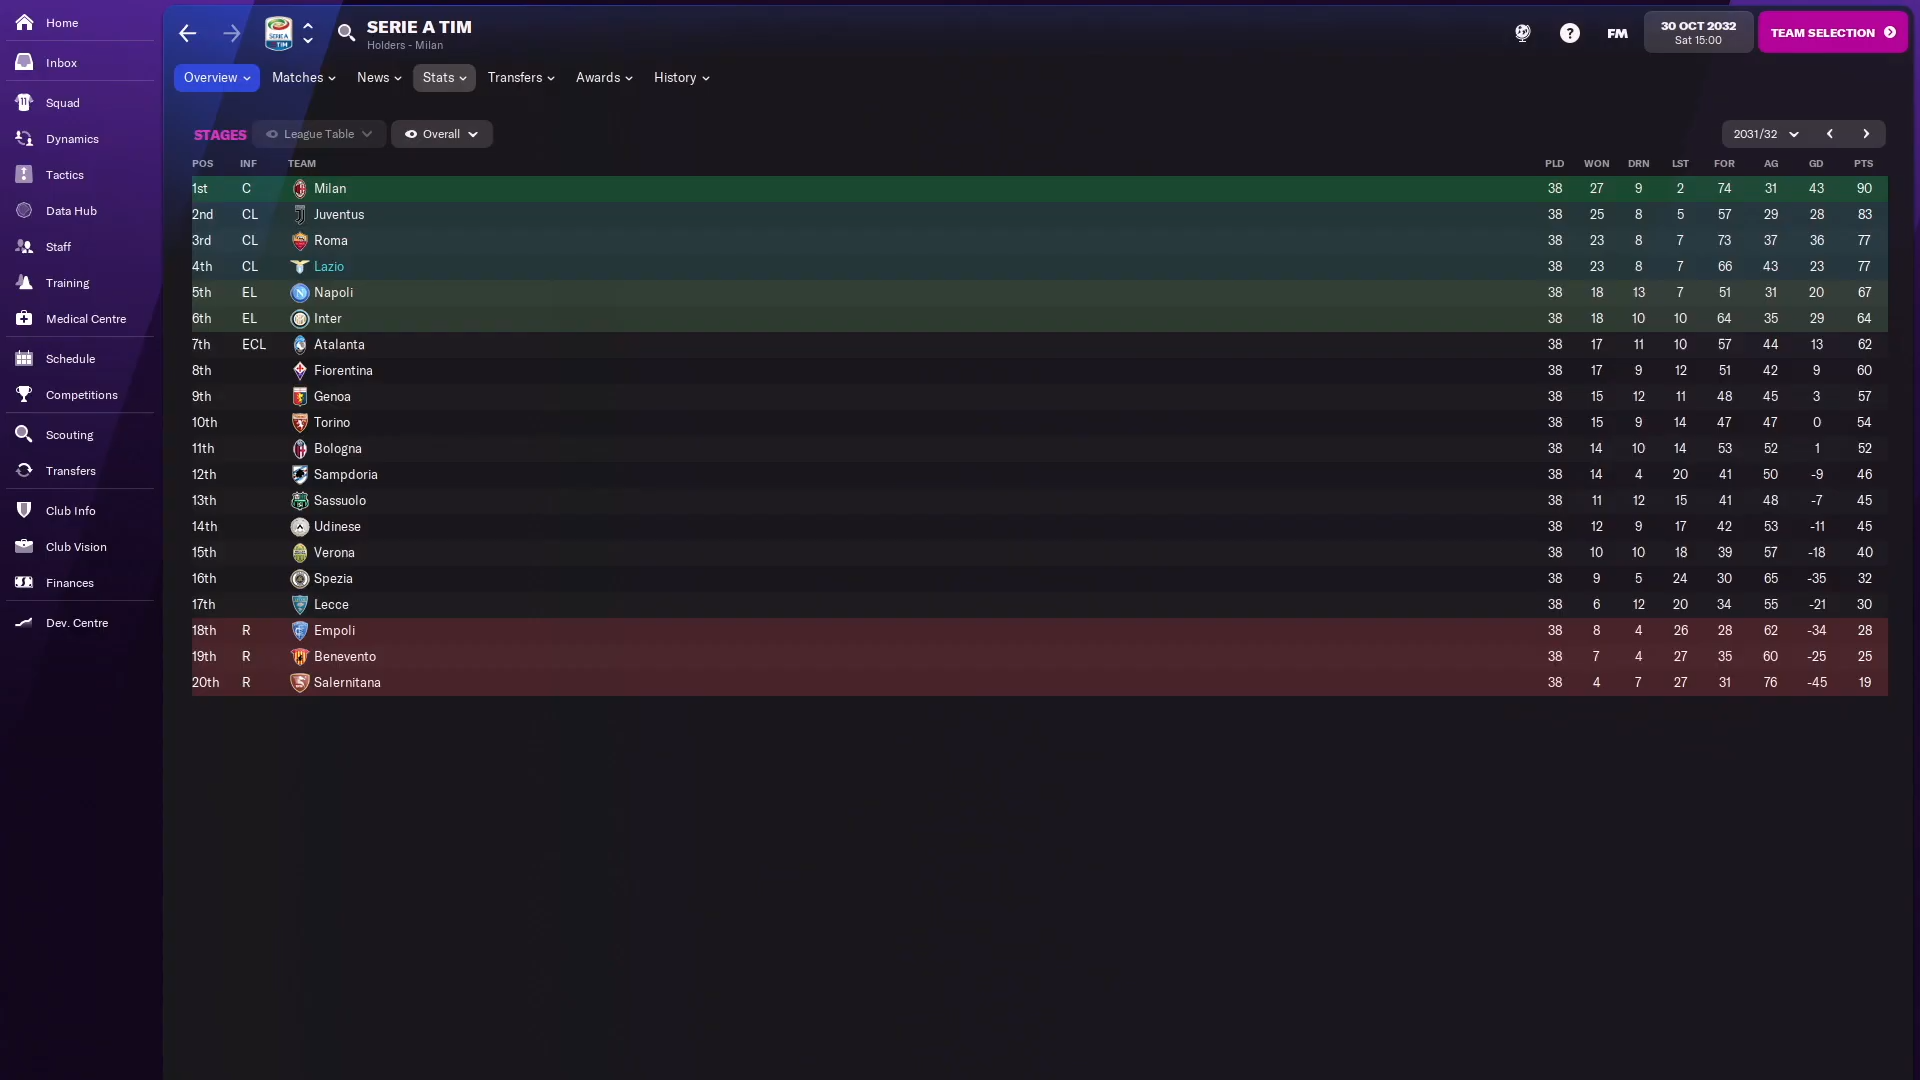 Home
Inbox
Squad
Dynamics
Tactics
Data Hub
Staff
Training
Medical Centre
Schedule
Competitions
Scouting
Transfers
Club Info
Club Vision
Finances
Dev. Centre
SERIE A TIM
Holders - Milan
FM
30 OCT 2032
Sat 15:00
TEAM SELECTION
Overview Matches News Stats Transfers Awards History
STAGES League Table Overall 2031/32
POS INF TEAM PLD WON DRN LST FOR AG GD PTS
1st C Milan 38 27 9 2 74 31 43 90
2nd CL Juventus 38 25 8 5 57 29 28 83
3rd CL Roma 38 23 8 7 73 37 36 77
4th CL Lazio 38 23 8 7 66 43 23 77
5th EL Napoli 38 18 13 7 51 31 20 67
6th EL Inter 38 18 10 10 64 35 29 64
7th ECL Atalanta 38 17 11 10 57 44 13 62
8th Fiorentina 38 17 9 12 51 42 9 60
9th Genoa 38 15 12 11 48 45 3 57
10th Torino 38 15 9 14 47 47 0 54
11th Bologna 38 14 10 14 53 52 1 52
12th Sampdoria 38 14 4 20 41 50 -9 46
13th Sassuolo 38 11 12 15 41 48 -7 45
14th Udinese 38 12 9 17 42 53 -11 45
15th Verona 38 10 10 18 39 57 -18 40
16th Spezia 38 9 5 24 30 65 -35 32
17th Lecce 38 6 12 20 34 55 -21 30
18th R Empoli 38 8 4 26 28 62 -34 28
19th R Benevento 38 7 4 27 35 60 -25 25
20th R Salernitana 38 4 7 27 31 76 -45 19